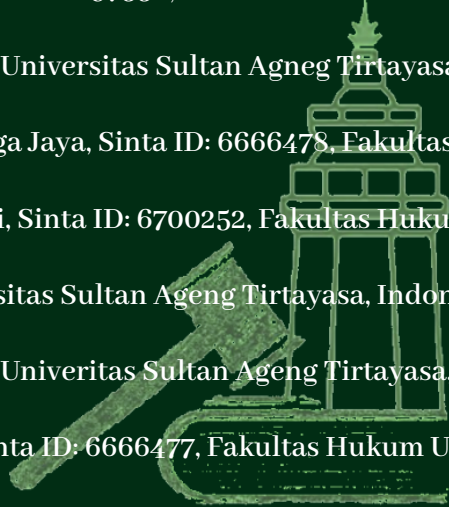 Universitas Sultan Agneg Tirtayasa
ga Jaya, Sinta ID: 6666478, Fakultas
i, Sinta ID: 6700252, Fakultas Huku
sitas Sultan Ageng Tirtayasa, Indon
Univeritas Sultan Ageng Tirtayasa
nta ID: 6666477, Fakultas Hukum U